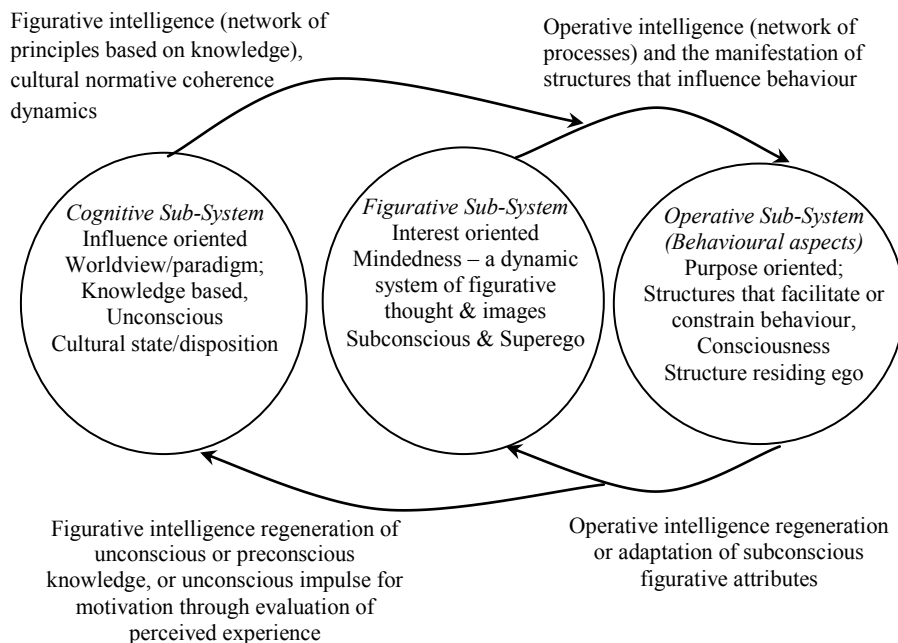 Figurative intelligence (network of
principles based on knowledge),
cultural normative coherence
dynamics
Operative intelligence (network of
processes) and the manifestation of
structures that influence behaviour
Cognitive Sub-System
Influence oriented
Worldview/paradigm;
Knowledge based,
Unconscious
Cultural state/disposition
Figurative Sub-System
Interest oriented
Mindedness – a dynamic
system of figurative
thought & images
Subconscious & Superego
Operative Sub-System
(Behavioural aspects)
Purpose oriented;
Structures that facilitate or
constrain behaviour,
Consciousness
Structure residing ego
Figurative intelligence regeneration of
unconscious or preconscious
knowledge, or unconscious impulse for
motivation through evaluation of
perceived experience
Operative intelligence regeneration
or adaptation of subconscious
figurative attributes